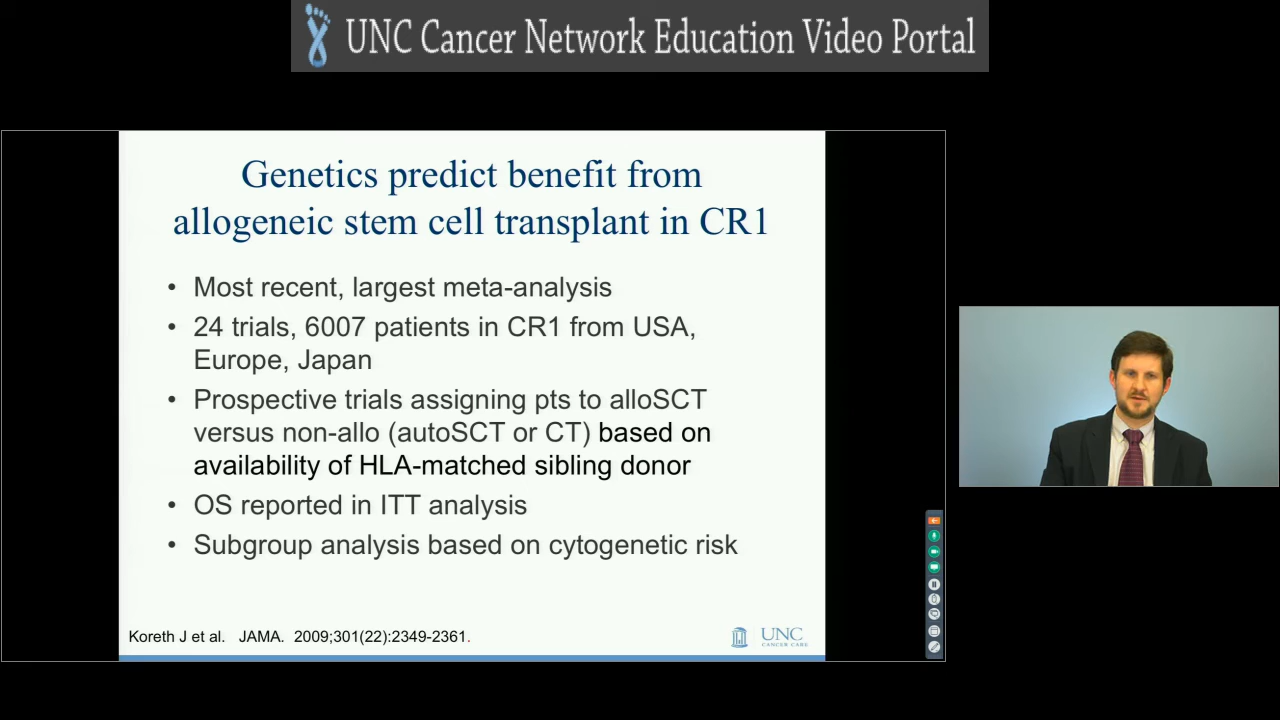 UNC Cancer Network Education Video Portal
Genetics predict benefit from
allogeneic stem cell transplant in CR1
• Most recent, largest meta-analysis
• 24 trials, 6007 patients in CR1 from USA,
Europe, Japan
• Prospective trials assigning pts to alloSCT
versus non-allo (autoSCT or CT) based on
availability of HLA-matched sibling donor
• OS reported in ITT analysis
• Subgroup analysis based on cytogenetic risk
Koreth J et al. JAMA. 2009;301(22):2349-2361.
UNC
CANCER CARE